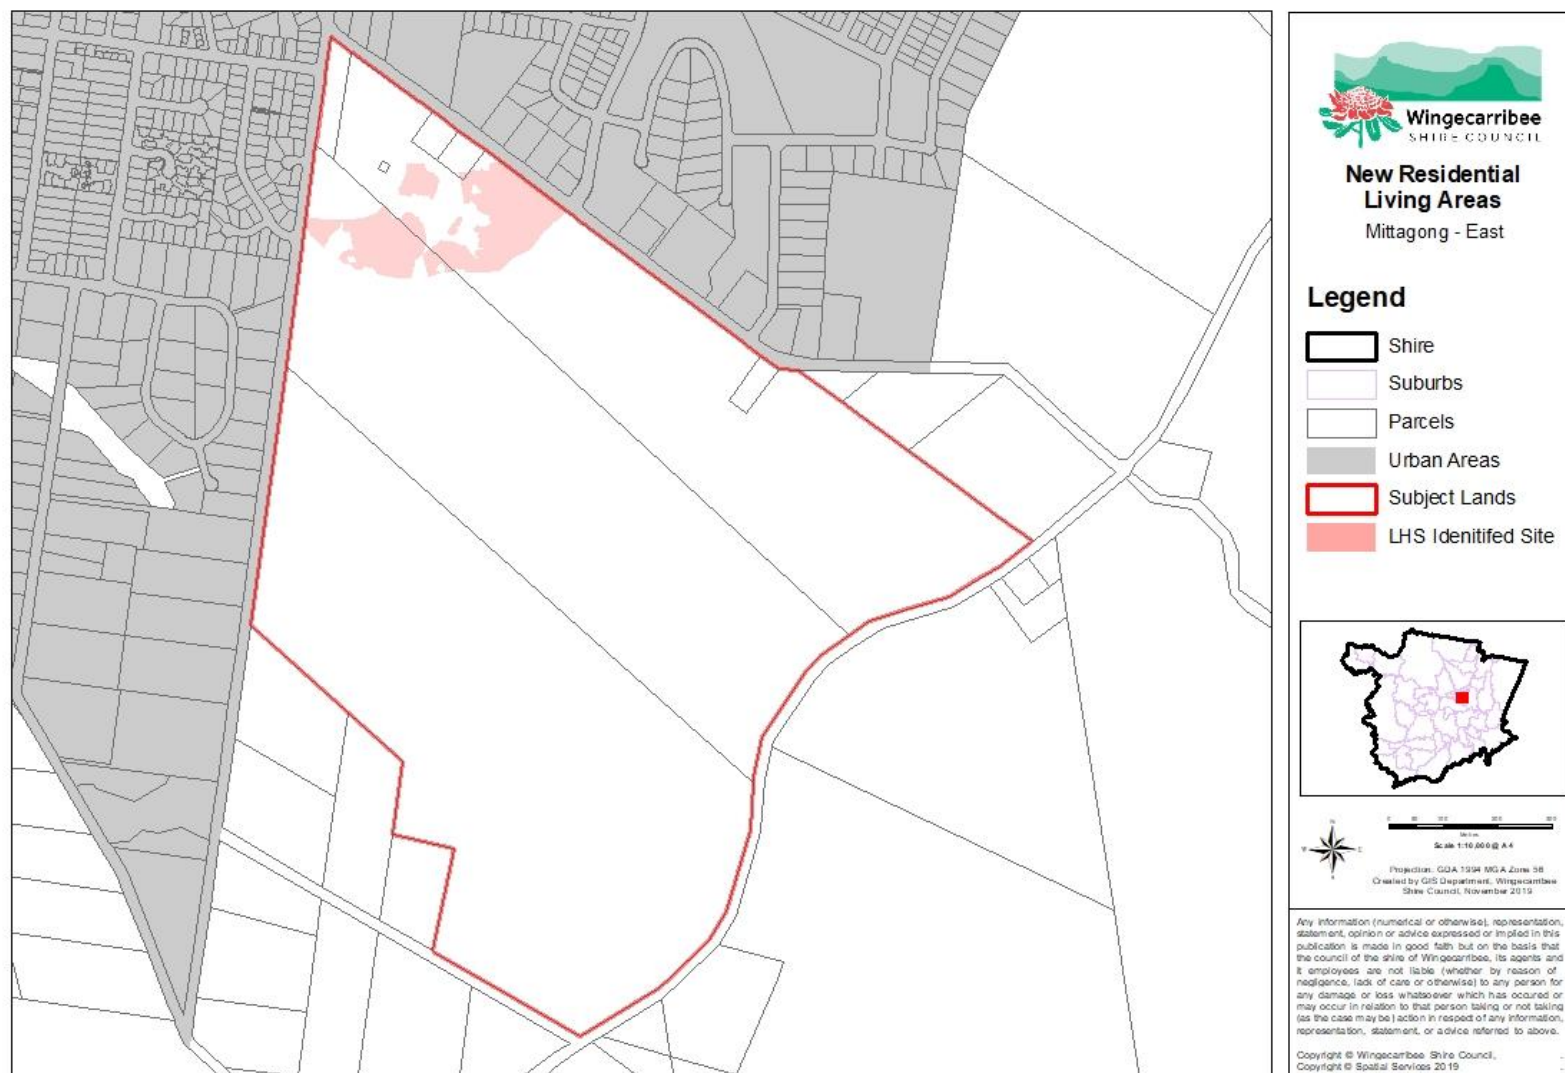 Wingecarribee
SHIRE COUNCIL
New Residential
Living Areas
Mittagong - East
Legend
Shire
Suburbs
Parcels
Urban Areas
Subject Lands
LHS Idenitifed Site
Scale 1:10,000 @ A4
Projection: GDA 1994 MGA Zone 56
Created by GIS Department, Wingecarribee
Shire Council, November 2019
Any information (numerical or otherwise), representation,
statement, opinion or advice expressed or implied in this
publication is made in good faith but on the basis that
the council of the shire of Wingecarribee, its agents and
it employees are not liable (whether by reason of
negligence, lack of care or otherwise) to any person for
any damage or loss whatsoever which has occured or
may occur in relation to that person taking or not taking
(as the case may be) action in respect of any information,
representation, statement, or advice referred to above.
Copyright © Wingecarribee Shire Council,
Copyright © Spatial Services 2019